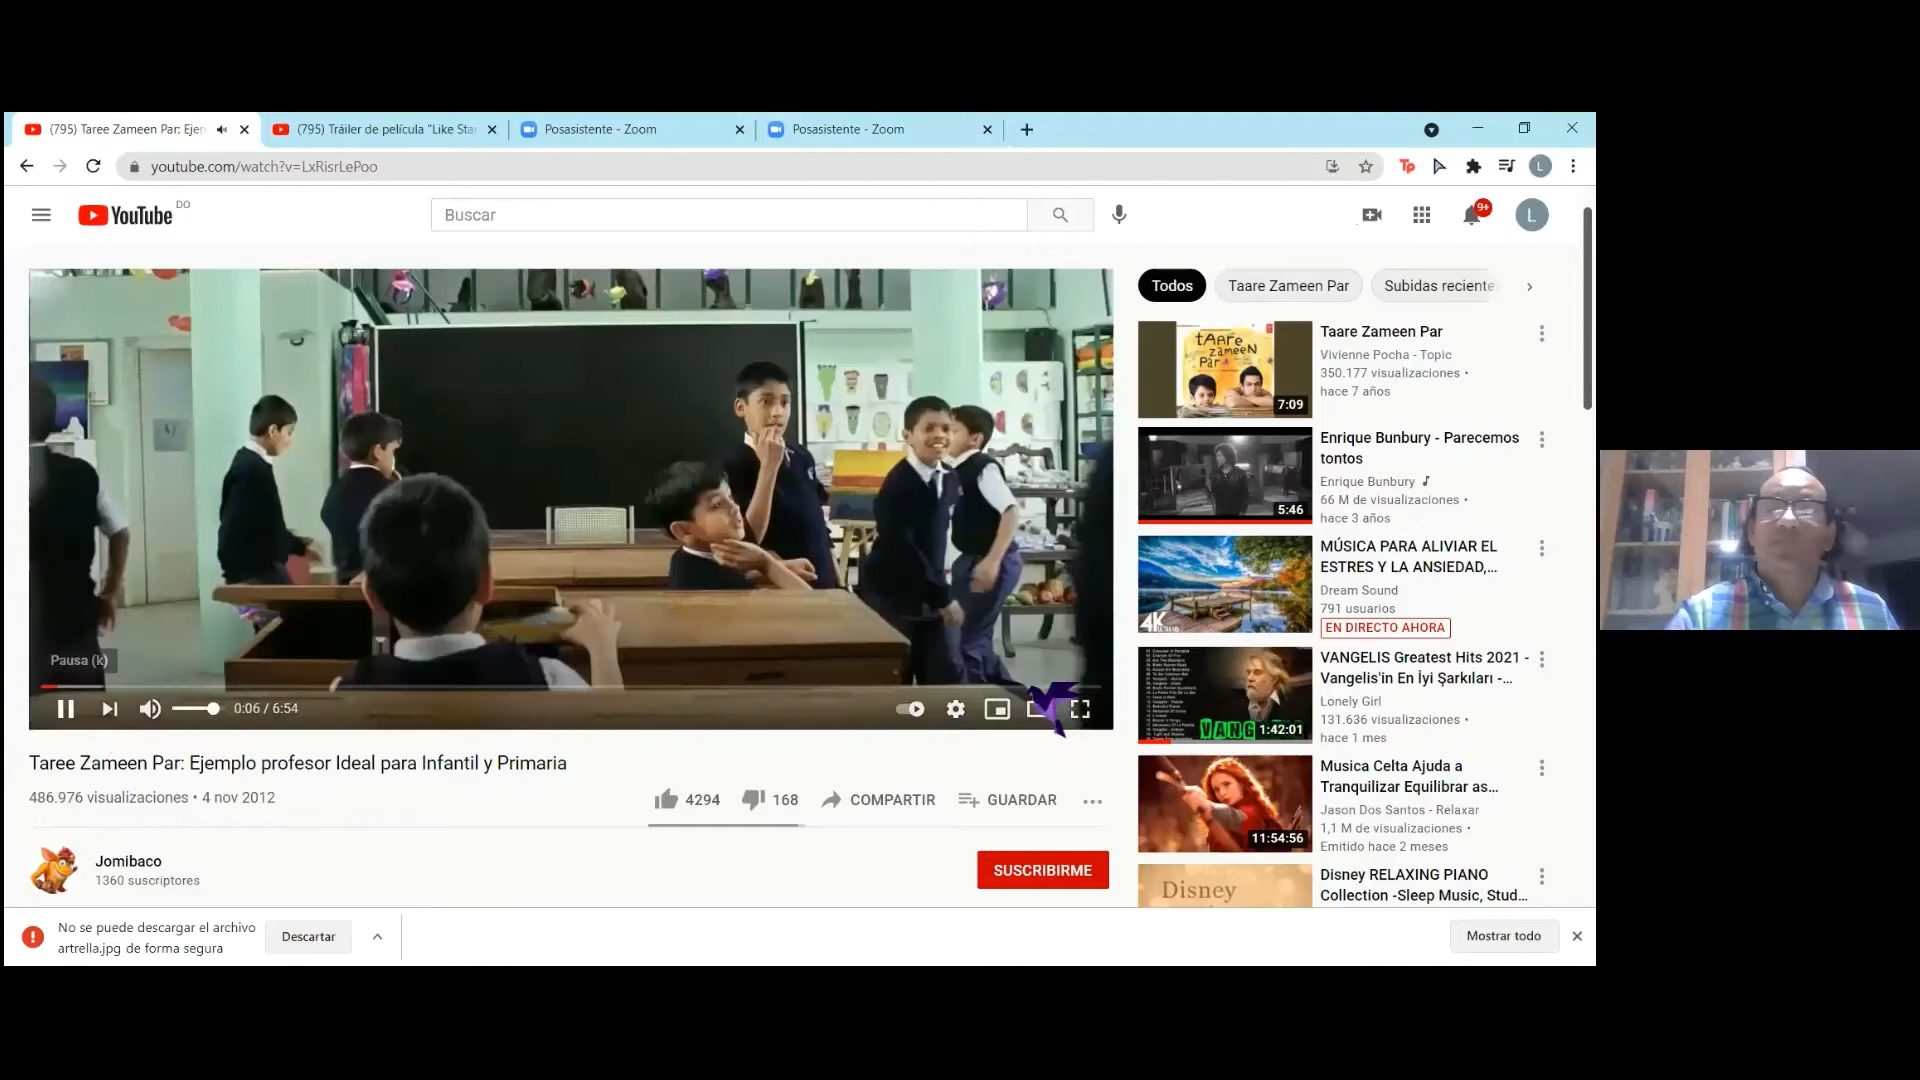 (795) Taree Zameen Par: Ejer
(795) Tráiler de película "Like Sta
Posasistente - Zoom
Posasistente - Zoom
youtube.com/watch?v=LxRisrLePoo
Tp
L
YouTube DO
Buscar
9+
L
Pausa (k)
0:06 / 6:54
Taree Zameen Par: Ejemplo profesor Ideal para Infantil y Primaria
486.976 visualizaciones • 4 nov 2012
4294
168
COMPARTIR
GUARDAR
Jomibaco
1360 suscriptores
SUSCRIBIRME
Todos
Taare Zameen Par
Subidas reciente
taare zameen Par
7:09
Taare Zameen Par
Vivienne Pocha - Topic
350.177 visualizaciones •
hace 7 años
5:46
Enrique Bunbury - Parecemos
tontos
Enrique Bunbury
66 M de visualizaciones •
hace 3 años
4K
MÚSICA PARA ALIVIAR EL
ESTRES Y LA ANSIEDAD,...
Dream Sound
791 usuarios
EN DIRECTO AHORA
VANG
1:42:01
VANGELIS Greatest Hits 2021 -
Vangelis'in En İyi Şarkıları -...
Lonely Girl
131.636 visualizaciones •
hace 1 mes
11:54:56
Musica Celta Ajuda a
Tranquilizar Equilibrar as...
Jason Dos Santos - Relaxar
1,1 M de visualizaciones •
Emitido hace 2 meses
Disney
Disney RELAXING PIANO
Collection -Sleep Music, Stud...
No se puede descargar el archivo
artrella.jpg de forma segura
Descartar
Mostrar todo